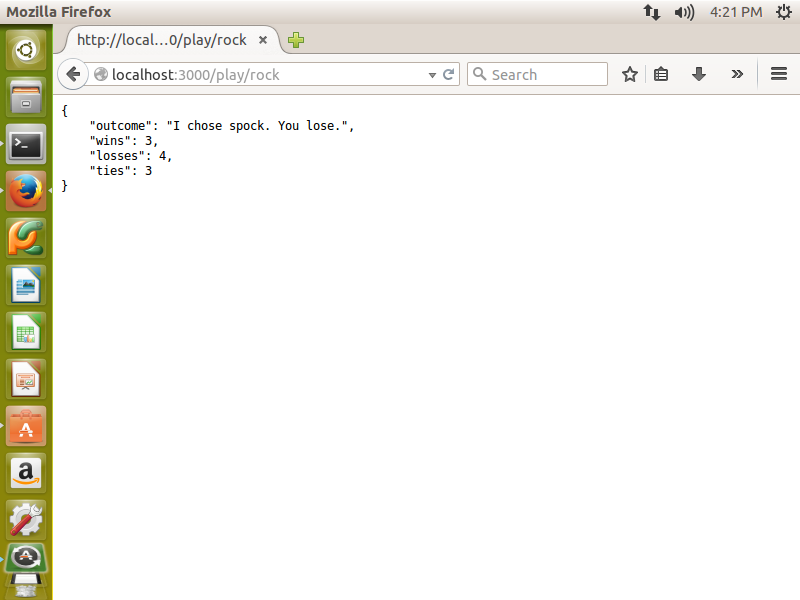 Mozilla Firefox
4:21 PM
http://local...0/play/rock
localhost:3000/play/rock
Search
{
"outcome": "I chose spock. You lose.",
"wins": 3,
"losses": 4,
"ties": 3
}